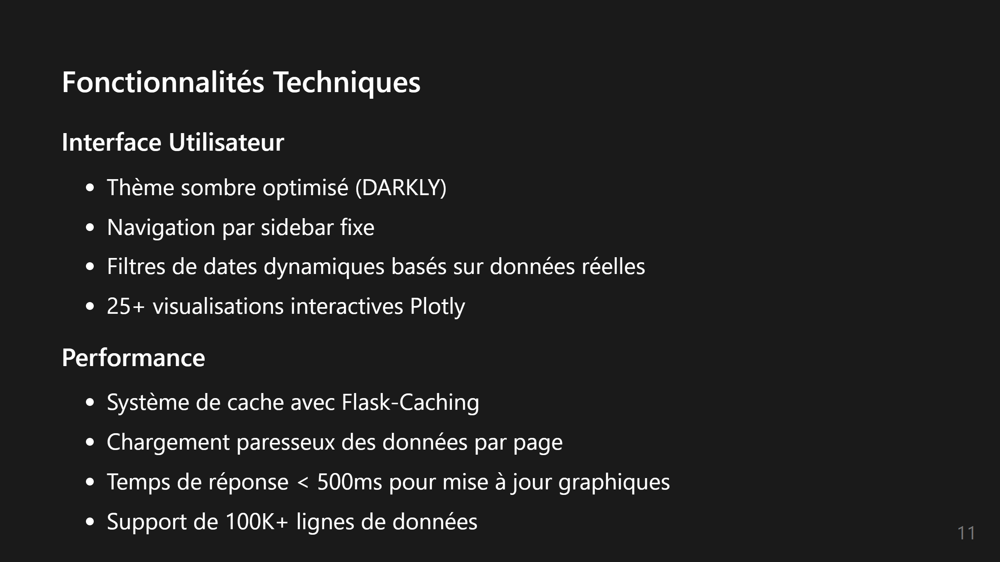 Fonctionnalités Techniques
Interface Utilisateur
• Thème sombre optimisé (DARKLY)
• Navigation par sidebar fixe
• Filtres de dates dynamiques basés sur données réelles
• 25+ visualisations interactives Plotly
Performance
• Système de cache avec Flask-Caching
• Chargement paresseux des données par page
• Temps de réponse < 500ms pour mise à jour graphiques
• Support de 100K+ lignes de données
11